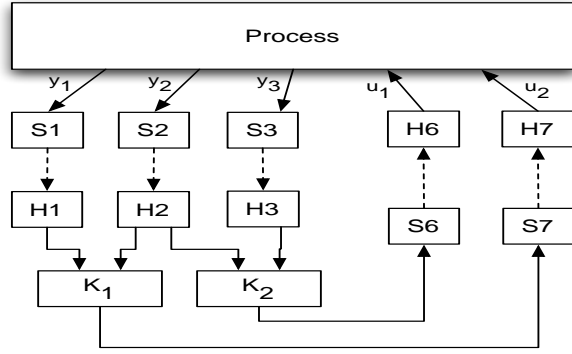 Process
y1 y2 y3 u1 u2
S1 S2 S3 H6 H7
H1 H2 H3 S6 S7
K1 K2